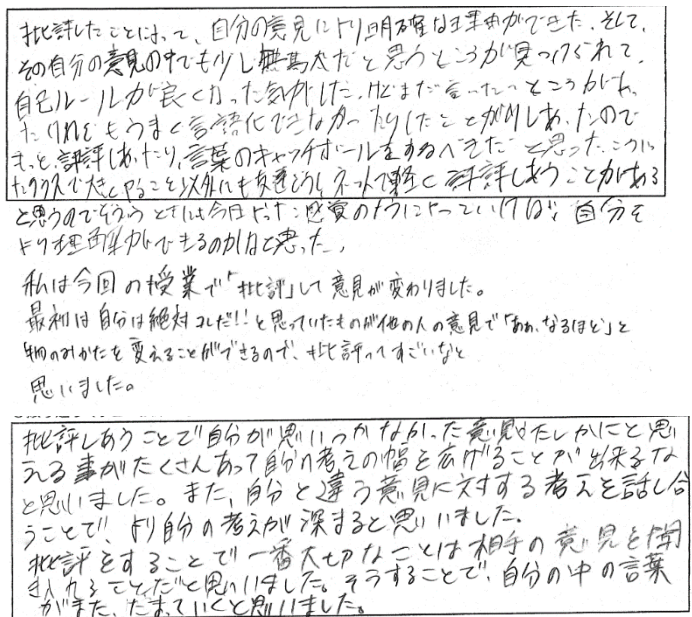 批評したことによって、自分の意見により明確な理由ができた。そして、
その自分の意見の中でも少し無駄だと思うところが見つけられて、
自己ルールが良くなった気がした。けどまだ言ったっところがわ
たけれどもうまく言語化できなかったりしたことがありしあったので
もっと評評しあったり、言葉のキャッチボールをするべきだと思った。こういっ
たクラスで大きくやること以外にも友達どうし、ネットで軽く評評しあうことがある
と思うのでそういうときには今日やった感覚のようにやっていければ、自分を
より理解ができるのかなと思った。
私は今回の授業で「批評」して意見が変わりました。
最初は自分は絶対コレだ!!と思っていたものが他の人の意見で「あぁ、なるほど」と
物のみかたを変えることができるので、批評ってすごいなと
思いました。
批評しあうことで自分が思いつかなかった意見やたしかにと思
える事がたくさんあって自分の考えの幅を広げることが出来るな
と思いました。また、自分と違う意見に対する考えを話し合
うことで、より自分の考えが深まると思いました。
批評をすることで一番大切なことは相手の意見を聞
き入れることだと思いました。そうすることで、自分の中の言葉
がまた、たまっていくと思いました。